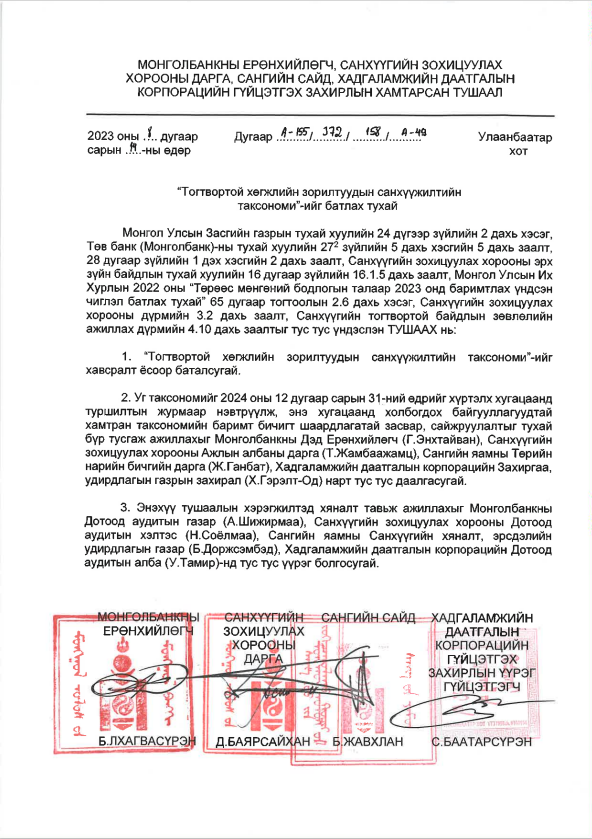 МОНГОЛБАНКНЫ ЕРӨНХИЙЛӨГЧ, САНХҮҮГИЙН ЗОХИЦУУЛАХ
ХОРООНЫ ДАРГА, САНГИЙН САЙД, ХАДГАЛАМЖИЙН ДААТГАЛЫН
КОРПОРАЦИЙН ГҮЙЦЭТГЭХ ЗАХИРЛЫН ХАМТАРСАН ТУШААЛ
2023 оны ... дугаар Дугаар A-155/372/158/A-49 Улаанбаатар
сарын ...-ны өдөр хот
“Тогтвортой хөгжлийн зорилтуудын санхүүжилтийн
таксономи”-ийг батлах тухай
Монгол Улсын Засгийн газрын тухай хуулийн 24 дүгээр зүйлийн 2 дахь хэсэг,
Төв банк (Монголбанк)-ны тухай хуулийн 27² зүйлийн 5 дахь хэсгийн 5 дахь заалт,
28 дугаар зүйлийн 1 дэх хэсгийн 2 дахь заалт, Санхүүгийн зохицуулах хорооны эрх
зүйн байдлын тухай хуулийн 16 дугаар зүйлийн 16.1.5 дахь заалт, Монгол Улсын Их
Хурлын 2022 оны “Төрөөс мөнгөний бодлогын талаар 2023 онд баримтлах үндсэн
чиглэл батлах тухай” 65 дугаар тогтоолын 2.6 дахь хэсэг, Санхүүгийн зохицуулах
хорооны дүрмийн 3.2 дахь заалт, Санхүүгийн тогтвортой байдлын зөвлөлийн
ажиллах дүрмийн 4.10 дахь заалтыг тус тус үндэслэн ТУШААХ нь:
1. “Тогтвортой хөгжлийн зорилтуудын санхүүжилтийн таксономи”-ийг
хавсралт ёсоор баталсугай.
2. Уг таксономийг 2024 оны 12 дугаар сарын 31-ний өдрийг хүртэлх хугацаанд
туршилтын журмаар нэвтрүүлж, энэ хугацаанд холбогдох байгууллагуудтай
хамтран таксономийн баримт бичигт шаардлагатай засвар, сайжруулалтыг тухай
бүр тусгаж ажиллахыг Монголбанкны Дэд Ерөнхийлөгч (Г.Энхтайван), Санхүүгийн
зохицуулах хорооны Ажлын албаны дарга (Т.Жамбаажамц), Сангийн яамны Төрийн
нарийн бичгийн дарга (Ж.Ганбат), Хадгаламжийн даатгалын корпорацийн Захиргаа,
удирдлагын газрын захирал (Х.Гэрэлт-Од) нарт тус тус даалгасугай.
3. Энэхүү тушаалын хэрэгжилтэд хяналт тавьж ажиллахыг Монголбанкны
Дотоод аудитын газар (А.Шижирмаа), Санхүүгийн зохицуулах хорооны Дотоод
аудитын хэлтэс (Н.Соёлмаа), Сангийн яамны Санхүүгийн хяналт, эрсдэлийн
удирдлагын газар (Б.Доржсэмбэд), Хадгаламжийн даатгалын корпорацийн Дотоод
аудитын алба (У.Тамир)-нд тус тус үүрэг болгосугай.
МОНГОЛБАНКНЫ САНХҮҮГИЙН САНГИЙН САЙД ХАДГАЛАМЖИЙН
ЕРӨНХИЙЛӨГЧ ЗОХИЦУУЛАХ ДААТГАЛЫН
ХОРООНЫ КОРПОРАЦИЙН
ДАРГА ГҮЙЦЭТГЭХ
ЗАХИРЛЫН ҮҮРЭГ
ГҮЙЦЭТГЭГЧ
Б.ЛХАГВАСҮРЭН Д.БАЯРСАЙХАН Б.ЖАВХЛАН С.БААТАРСҮРЭН